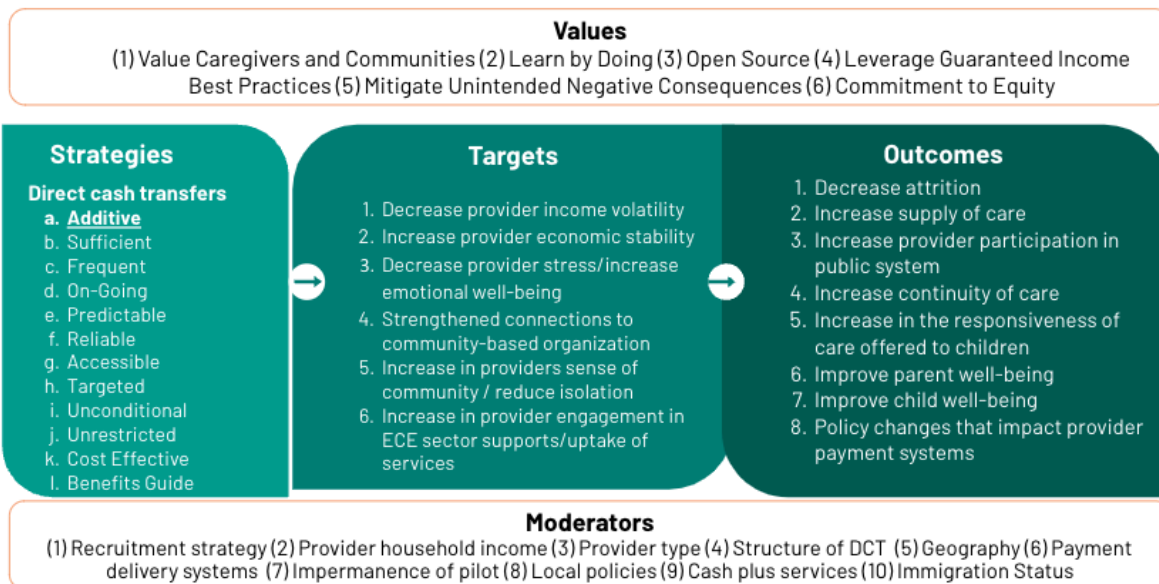 Values
(1) Value Caregivers and Communities (2) Learn by Doing (3) Open Source (4) Leverage Guaranteed Income
Best Practices (5) Mitigate Unintended Negative Consequences (6) Commitment to Equity
Strategies
Direct cash transfers
a. Additive
b. Sufficient
c. Frequent
d. On-Going
e. Predictable
f. Reliable
g. Accessible
h. Targeted
i. Unconditional
j. Unrestricted
k. Cost Effective
l. Benefits Guide
Targets
1. Decrease provider income volatility
2. Increase provider economic stability
3. Decrease provider stress/increase
emotional well-being
4. Strengthened connections to
community-based organization
5. Increase in providers sense of
community / reduce isolation
6. Increase in provider engagement in
ECE sector supports/uptake of
services
Outcomes
1. Decrease attrition
2. Increase supply of care
3. Increase provider participation in
public system
4. Increase continuity of care
5. Increase in the responsiveness of
care offered to children
6. Improve parent well-being
7. Improve child well-being
8. Policy changes that impact provider
payment systems
Moderators
(1) Recruitment strategy (2) Provider household income (3) Provider type (4) Structure of DCT (5) Geography (6) Payment
delivery systems (7) Impermanence of pilot (8) Local policies (9) Cash plus services (10) Immigration Status